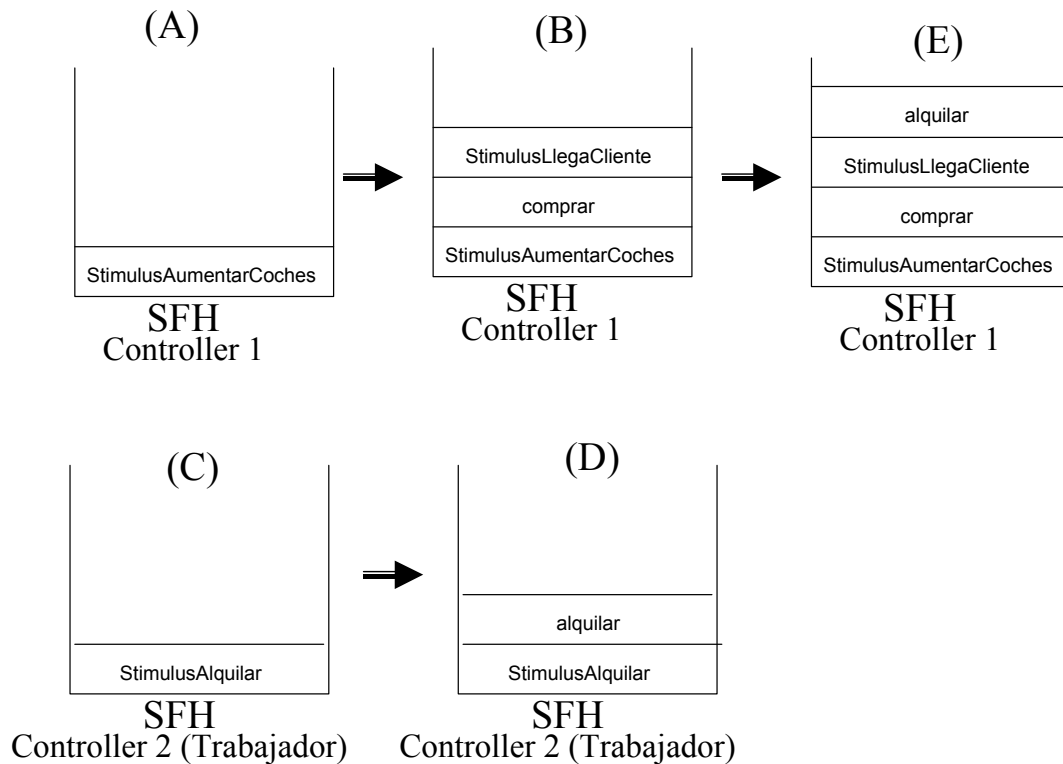 (A)
StimulusAumentarCoches
SFH
Controller 1
(B)
StimulusLlegaCliente
comprar
StimulusAumentarCoches
SFH
Controller 1
(E)
alquilar
StimulusLlegaCliente
comprar
StimulusAumentarCoches
SFH
Controller 1
(C)
StimulusAlquilar
SFH
Controller 2 (Trabajador)
(D)
alquilar
StimulusAlquilar
SFH
Controller 2 (Trabajador)